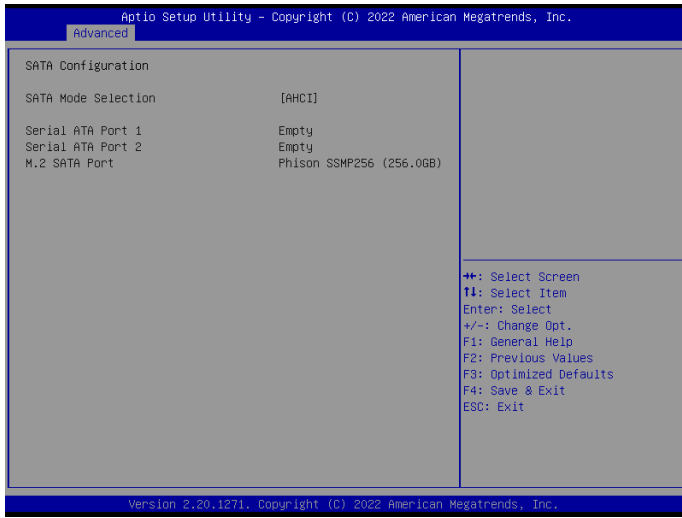 Aptio Setup Utility – Copyright (C) 2022 American Megatrends, Inc.
Advanced
SATA Configuration
SATA Mode Selection [AHCI]
Serial ATA Port 1 Empty
Serial ATA Port 2 Empty
M.2 SATA Port Phison SSMP256 (256.0GB)
→←: Select Screen
↑↓: Select Item
Enter: Select
+/-: Change Opt.
F1: General Help
F2: Previous Values
F3: Optimized Defaults
F4: Save & Exit
ESC: Exit
Version 2.20.1271. Copyright (C) 2022 American Megatrends, Inc.